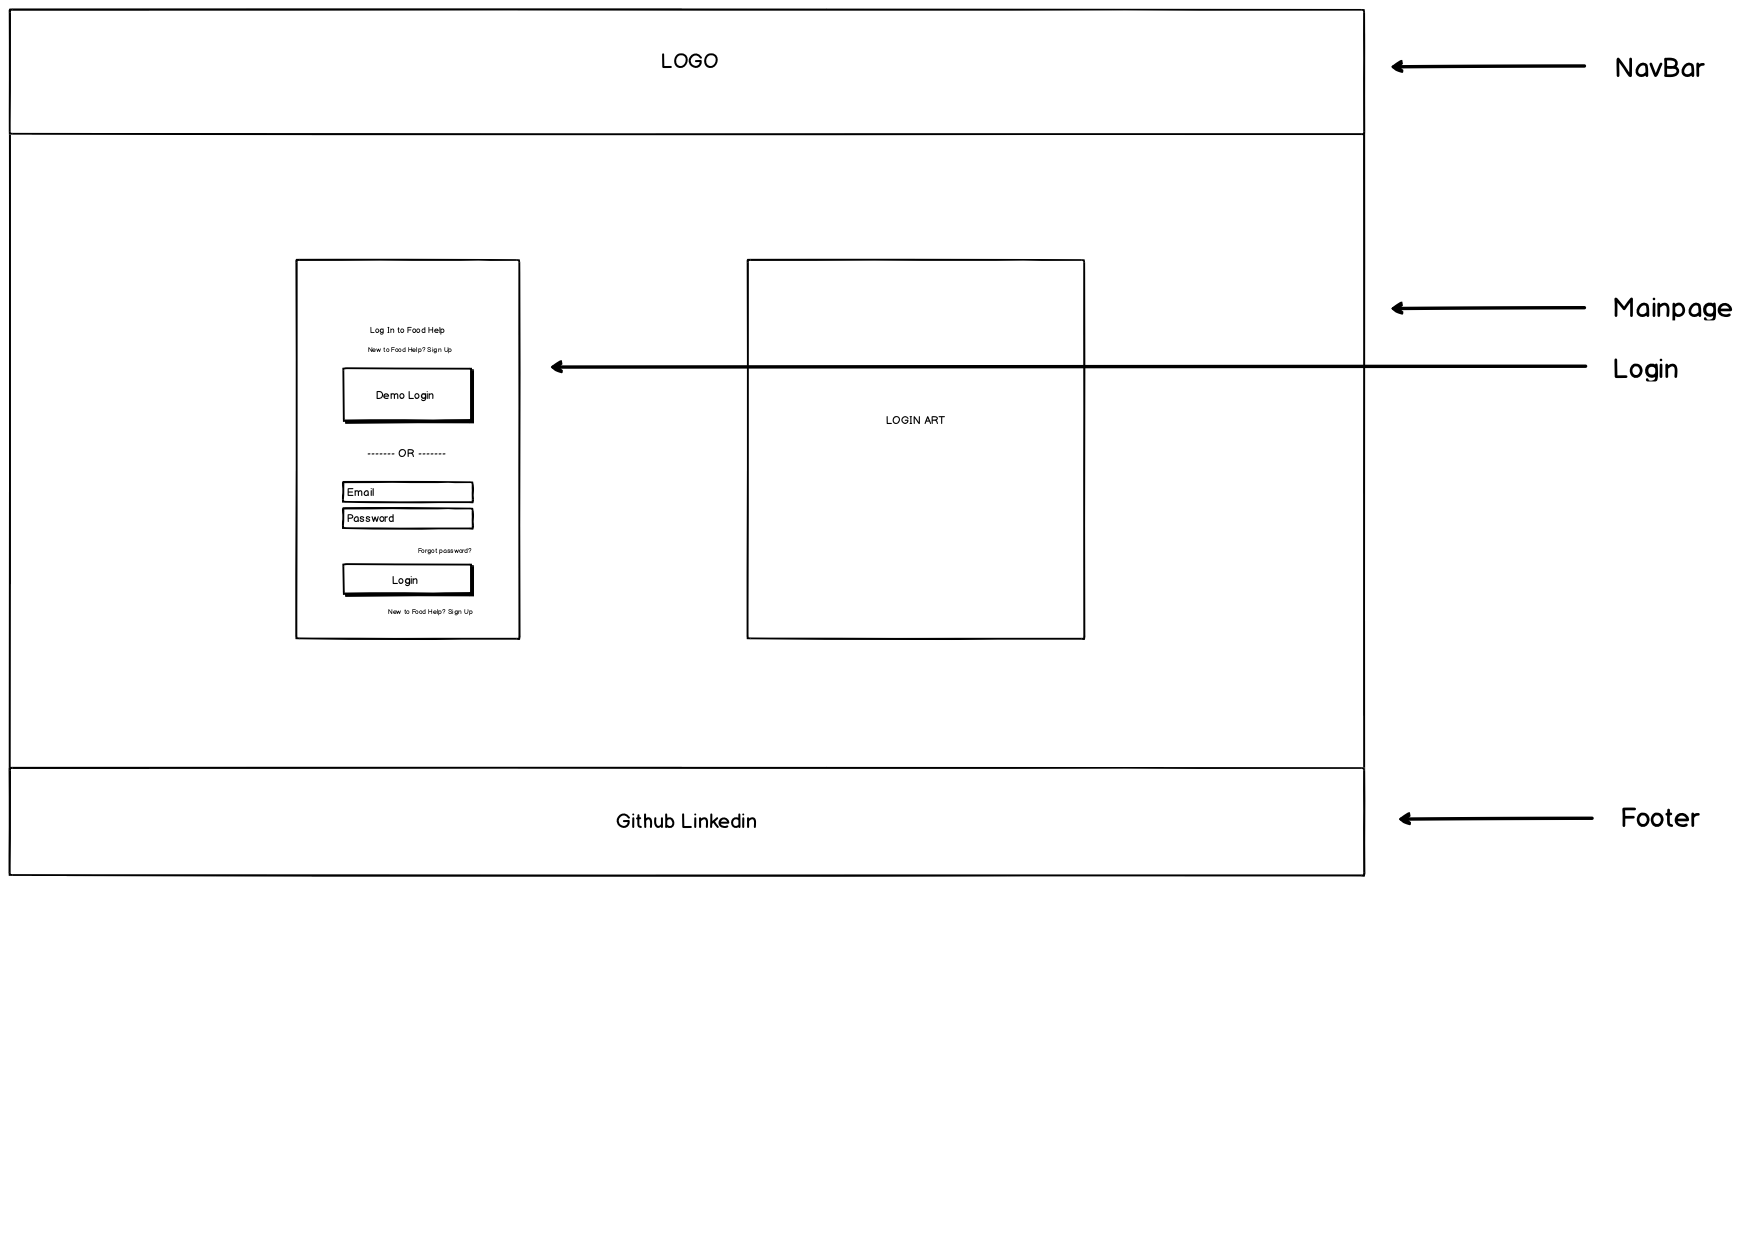 LOGO
NavBar
Mainpage
Log In to Food Help
New to Food Help? Sign Up
Login
Demo Login
LOGIN ART
------- OR -------
Email
Password
Forgot password?
Login
New to Food Help? Sign Up
Github Linkedin
Footer